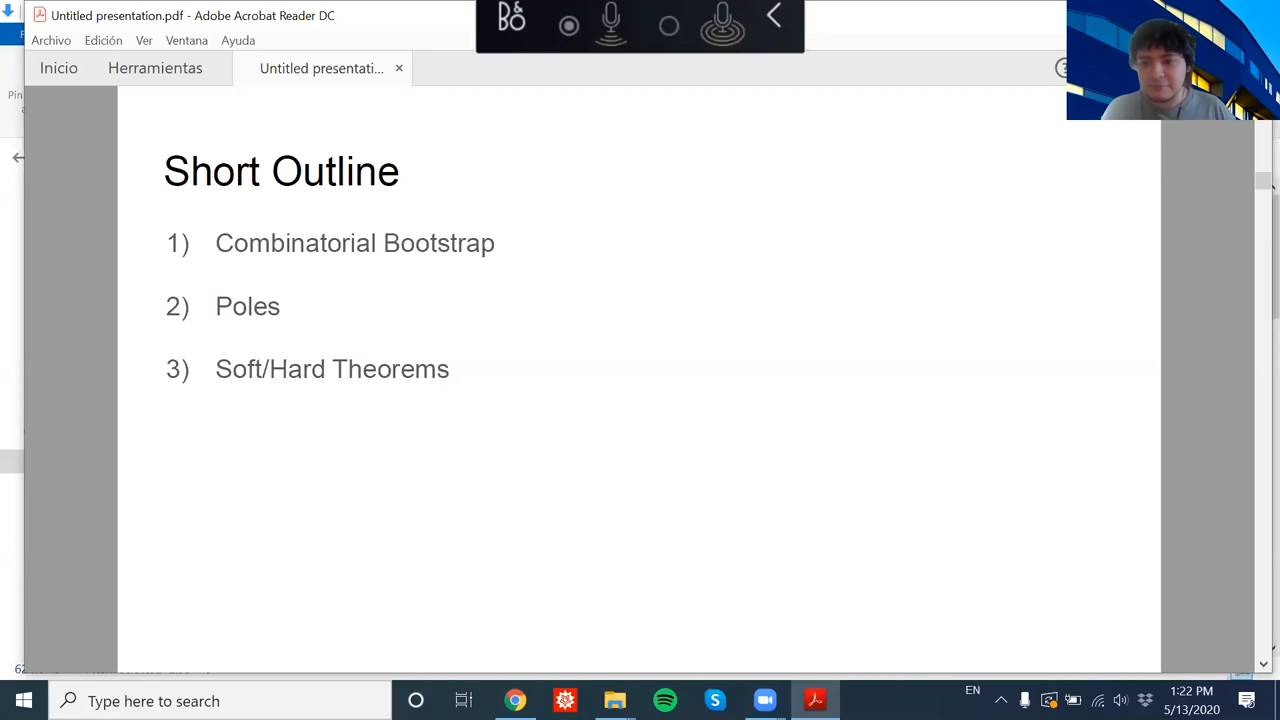 Untitled presentation.pdf - Adobe Acrobat Reader DC
Archivo Edición Ver Ventana Ayuda
Inicio Herramientas Untitled presentati... ×
Short Outline
1) Combinatorial Bootstrap
2) Poles
3) Soft/Hard Theorems
Type here to search
EN
1:22 PM
5/13/2020